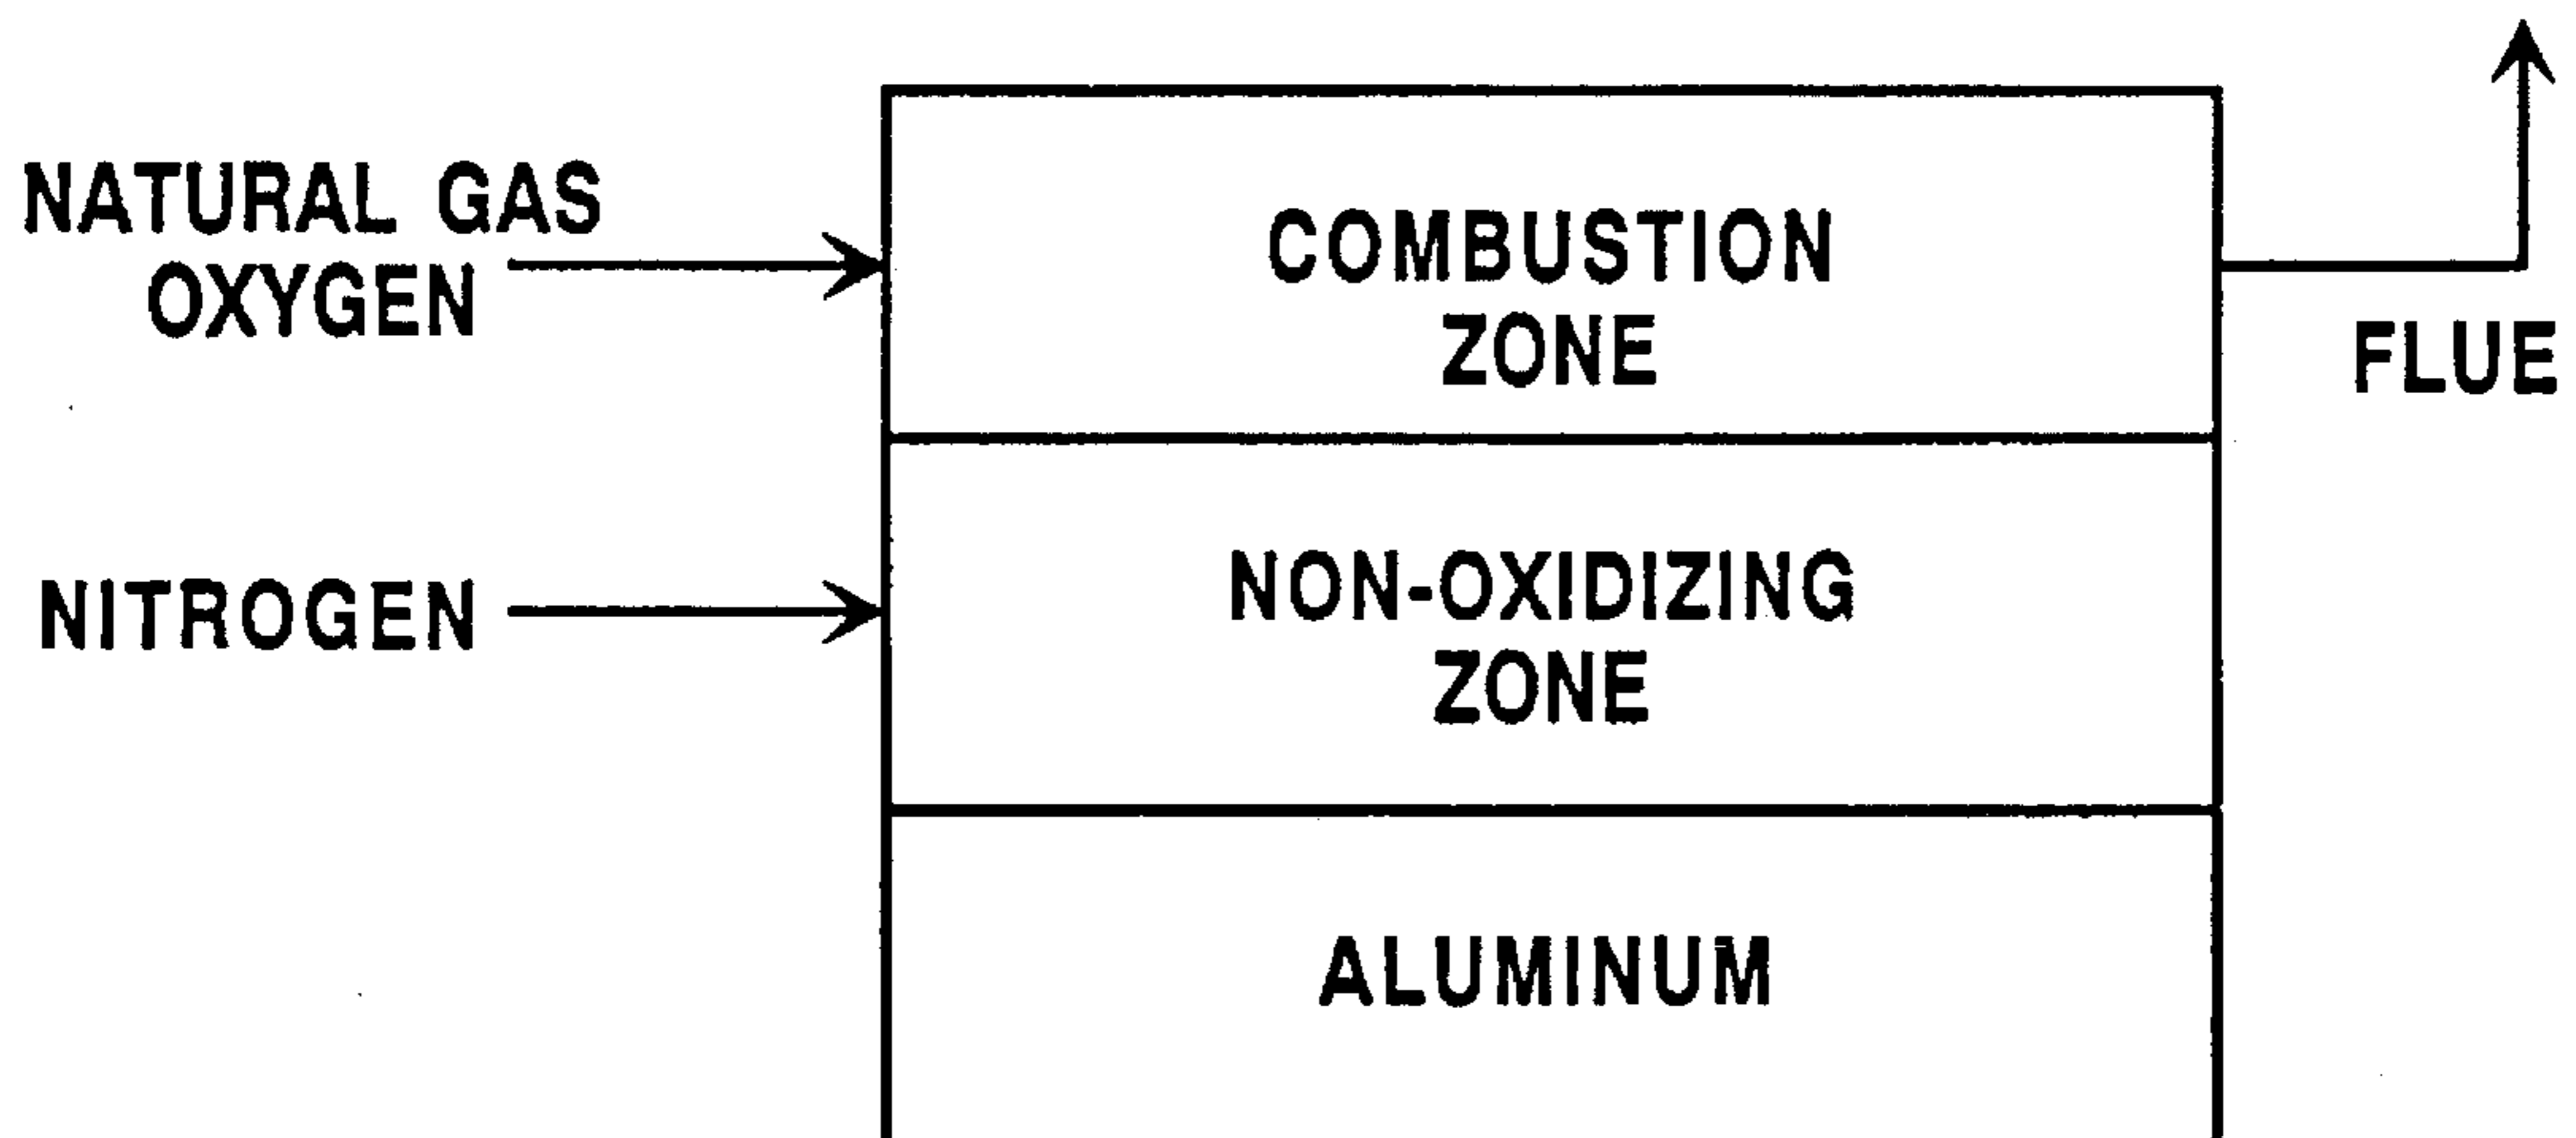 NATURAL GAS
OXYGEN
COMBUSTION
ZONE
FLUE
NITROGEN
NON-OXIDIZING
ZONE
ALUMINUM